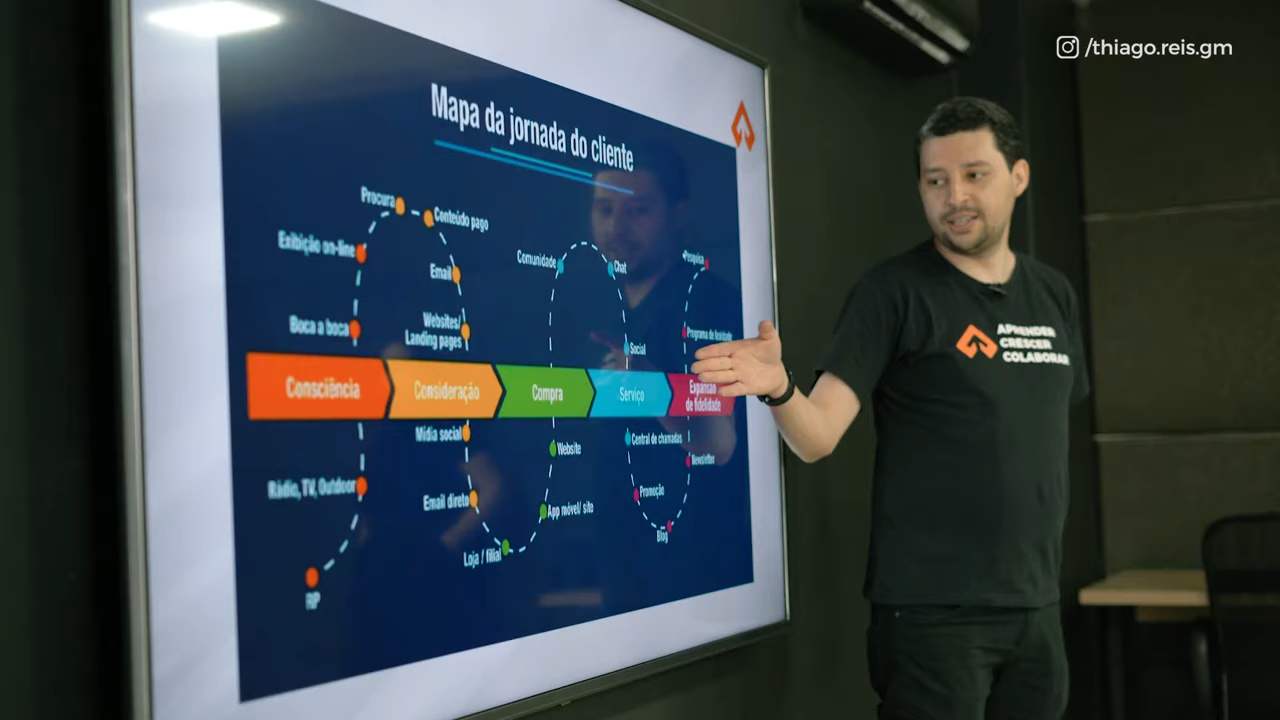 /thiago.reis.gm
Mapa da jornada do cliente
Procura
Conteúdo pago
Exibição on-line
Email
Boca a boca
Websites/
Landing pages
Comunidade
Chat
Social
Pesquisa
Programa de fidelidade
Consciência
Consideração
Compra
Serviço
Expansão
de fidelidade
Mídia social
Website
Central de chamadas
Newsletter
Rádio, TV, Outdoor
Email direto
App móvel/ site
Promoção
Loja / filial
Blog
RP
APRENDER
CRESCER
COLABORAR